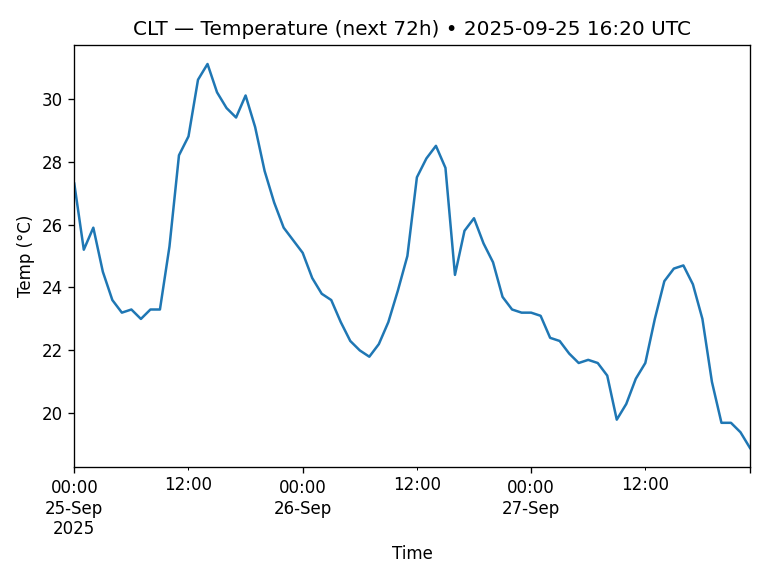 CLT — Temperature (next 72h) • 2025-09-25 16:20 UTC
30
28
26
24
22
20
Temp (°C)
00:00 12:00 00:00 12:00 00:00 12:00
25-Sep 26-Sep 27-Sep
2025
Time